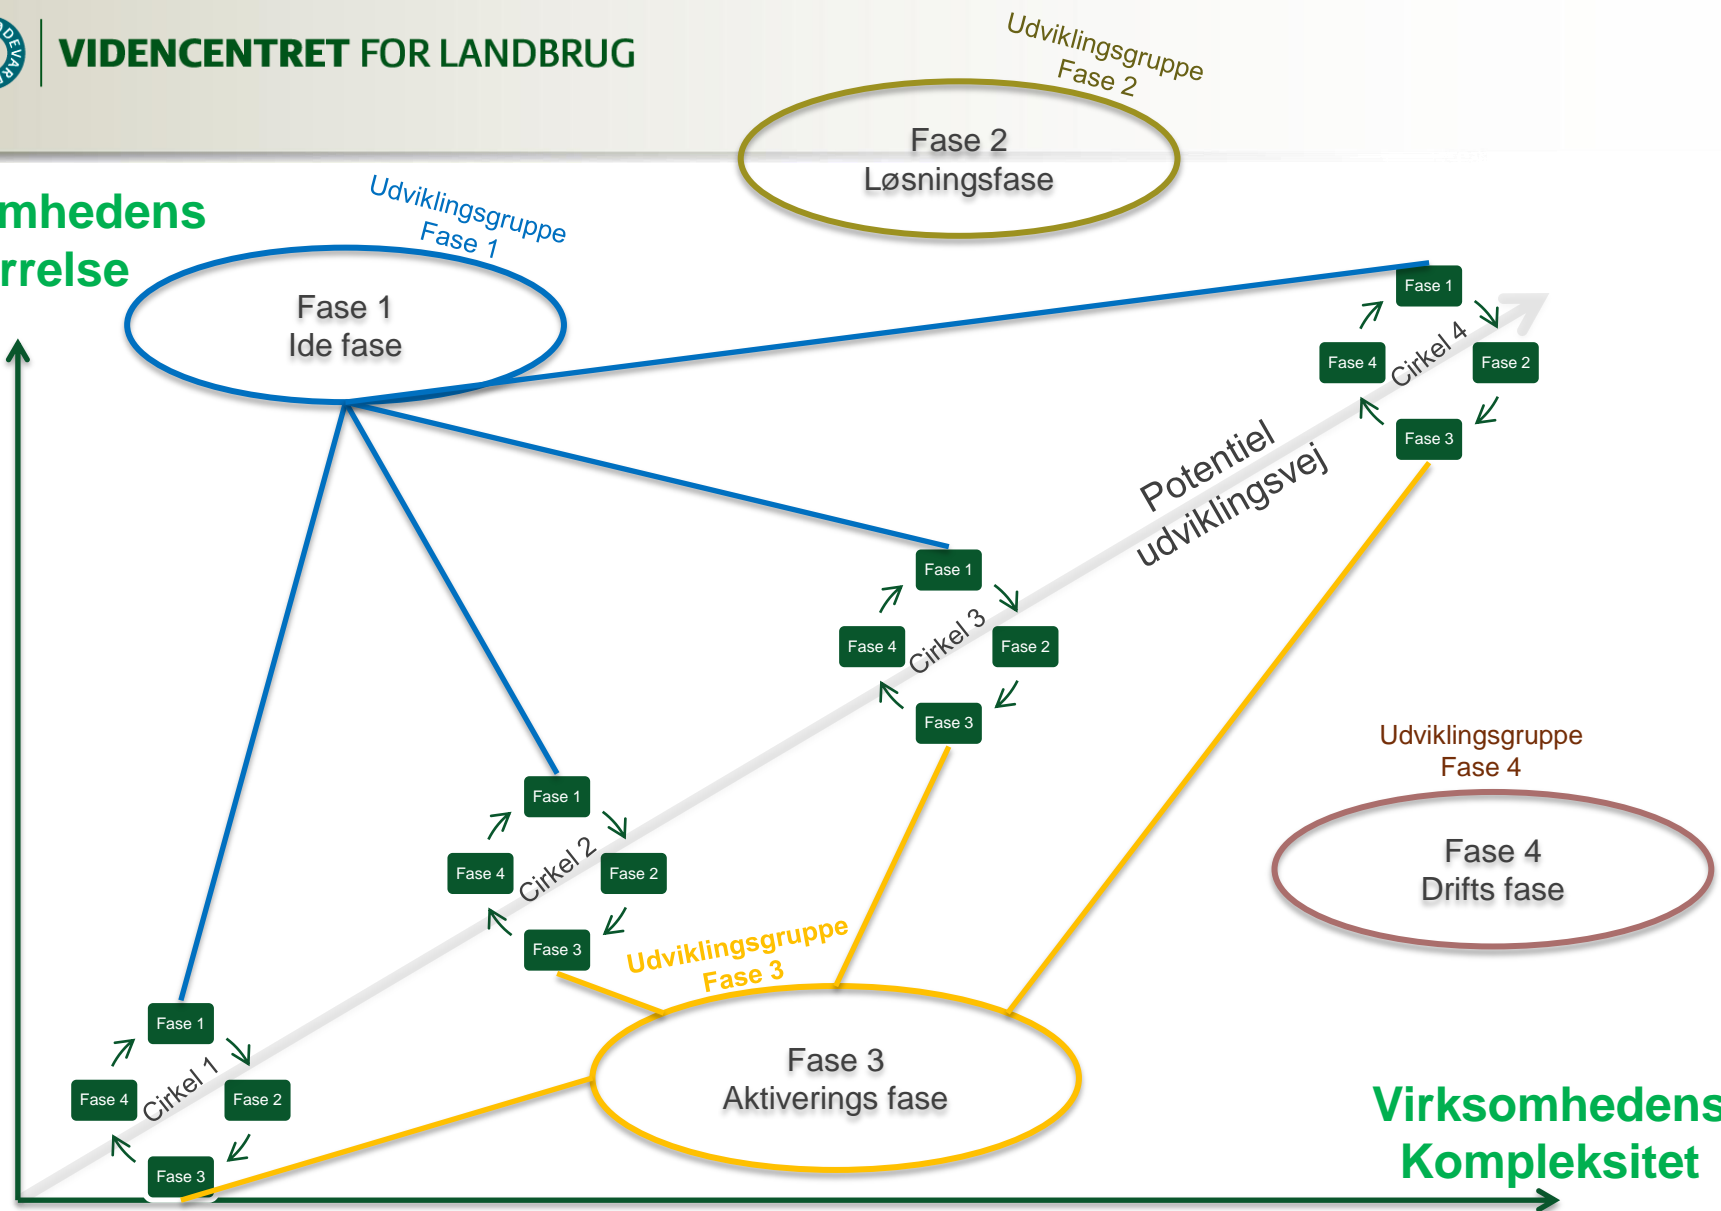 VIDENCENTRET FOR LANDBRUG
Udviklingsgruppe
Fase 2
Fase 2
Løsningsfase
mhedens
rrelse
Udviklingsgruppe
Fase 1
Fase 1
Ide fase
Fase 1
Fase 4
Cirkel 4
Fase 2
Fase 3
Potentiel
udviklingsvej
Fase 1
Fase 4
Cirkel 3
Fase 2
Fase 3
Udviklingsgruppe
Fase 4
Fase 4
Drifts fase
Fase 1
Fase 4
Cirkel 2
Fase 2
Fase 3
Udviklingsgruppe
Fase 3
Fase 3
Aktiverings fase
Fase 1
Fase 4
Cirkel 1
Fase 2
Fase 3
Virksomhedens
Kompleksitet